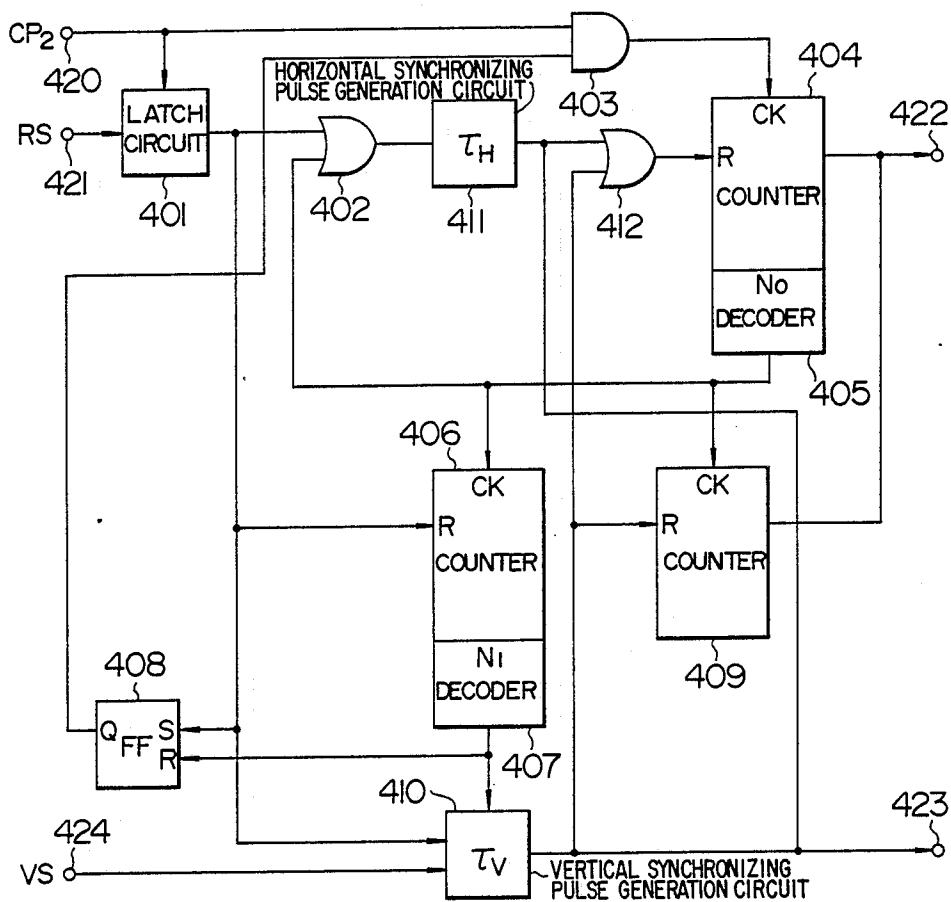 CP2
420
RS
421
LATCH
CIRCUIT
401
402
HORIZONTAL SYNCHRONIZING
PULSE GENERATION CIRCUIT
τH
411
403
412
404
CK
R
COUNTER
No
DECODER
405
422
406
CK
R
COUNTER
N1
DECODER
407
CK
R
COUNTER
409
408
Q
FF
S
R
410
τV
424
VS
VERTICAL SYNCHRONIZING
PULSE GENERATION CIRCUIT
423